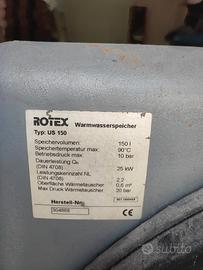 ROTEX Warmwasserspeicher
Typ: US 150
Speichervolumen: 150 l
Speichertemperatur max: 90°C
Betriebsdruck max 10 bar
Dauerleistung Qₙ
(DIN 4708) 25 kW
Leistungskennzahl NL
(DIN 4708) 2,2
Oberfläche Wärmetauscher 0,6 m²
Max Druck Wärmetauscher 20 bar
Herstell-Nr.
subito